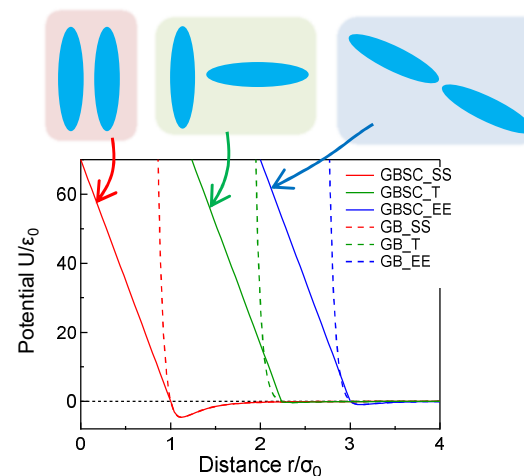 GBSC_SS
GBSC_T
GBSC_EE
GB_SS
GB_T
GB_EE
Potential U/ε₀
60
40
20
0
0 1 2 3 4
Distance r/σ₀